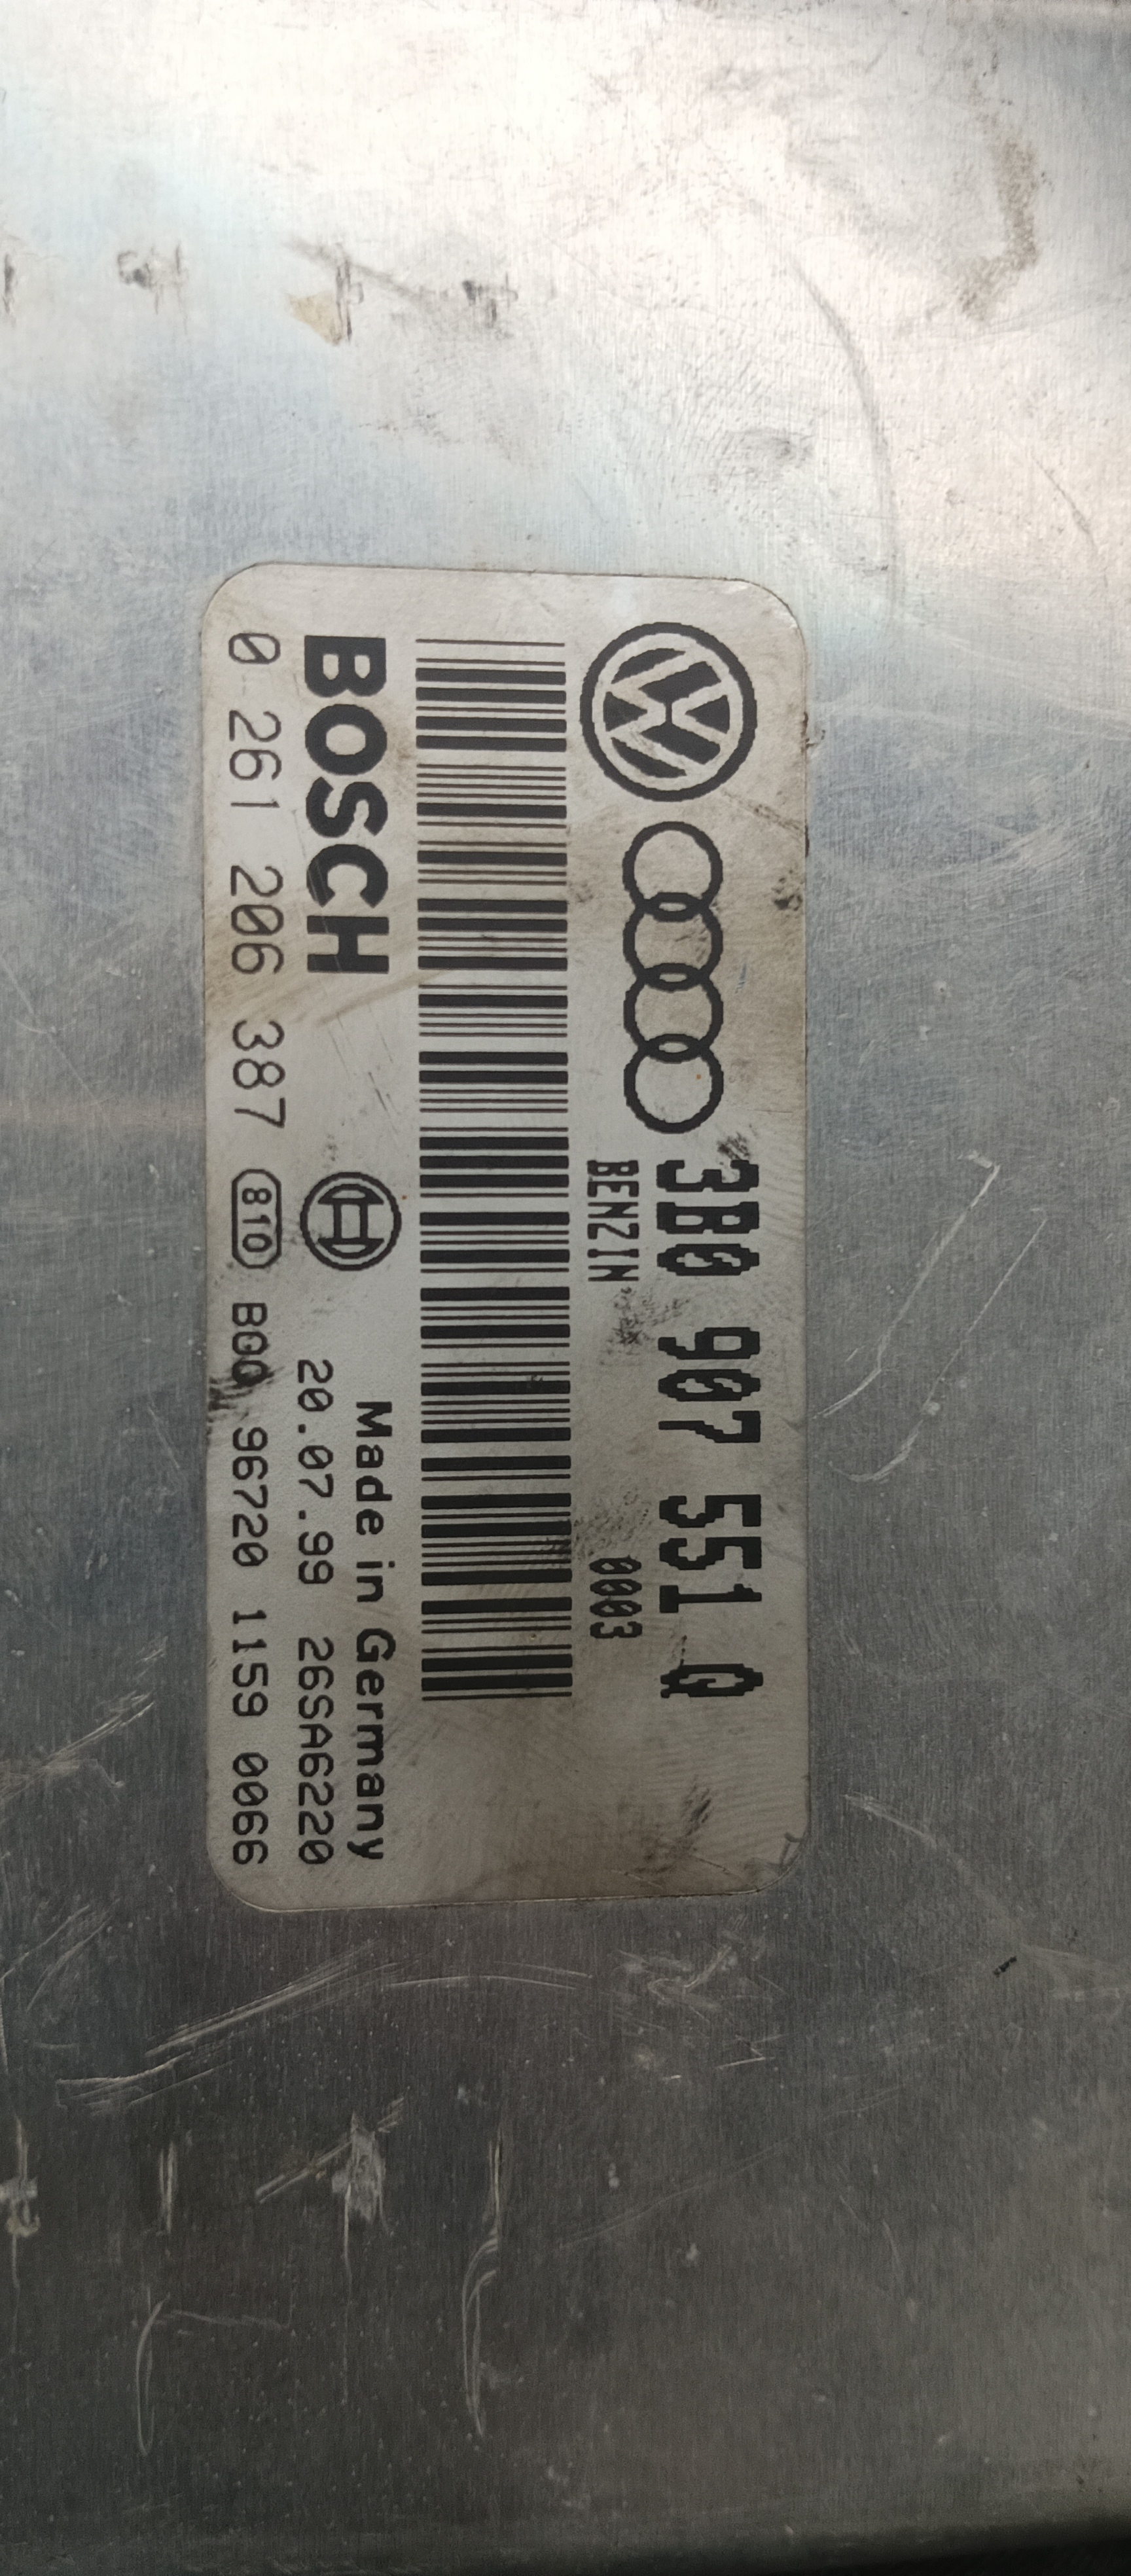 3B0 907 551 Q
BENZIN 0003
BOSCH
Made in Germany
20.07.99 26SA6220
0 261 206 387 810 B00 96720 1159 0066